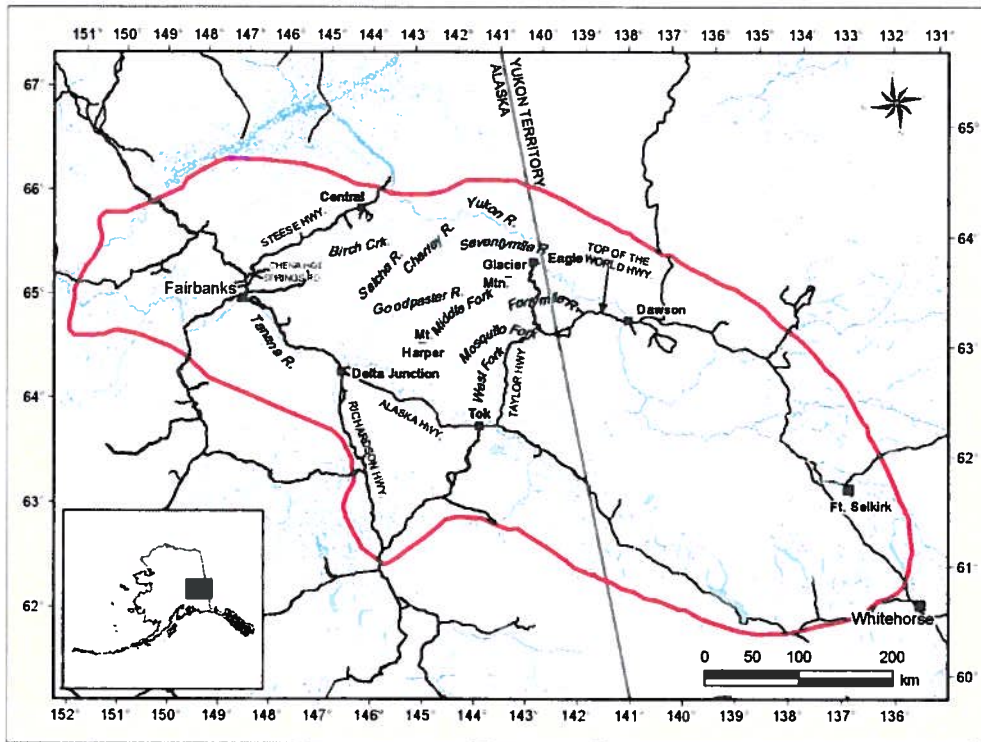 151° 150° 149° 148° 147° 146° 145° 144° 143° 142° 141° 140° 139° 138° 137° 136° 135° 134° 133° 132° 131°
67°
66°
65°
64°
63°
62°
65°
64°
63°
62°
61°
60°
YUKON TERRITORY
ALASKA
Central
STEESE HWY.
Yukon R.
Birch Crk.
Salcha R.
Charley R.
Seventymile R.
TOP OF THE
WORLD HWY.
Glacier
Mtn.
Eagle
CHENA HOT
SPRINGS RD.
Fairbanks
Goodpaster R.
Middle Fork
Fortymile R.
Dawson
Tanana R.
Mt.
Harper
Mosquito Fork
West Fork
Delta Junction
TAYLOR HWY
Tok
ALASKA HWY.
RICHARDSON HWY.
Ft. Selkirk
Whitehorse
0 50 100 200
km
152° 150° 149° 148° 147° 146° 145° 144° 143° 142° 141° 140° 139° 138° 137° 136°